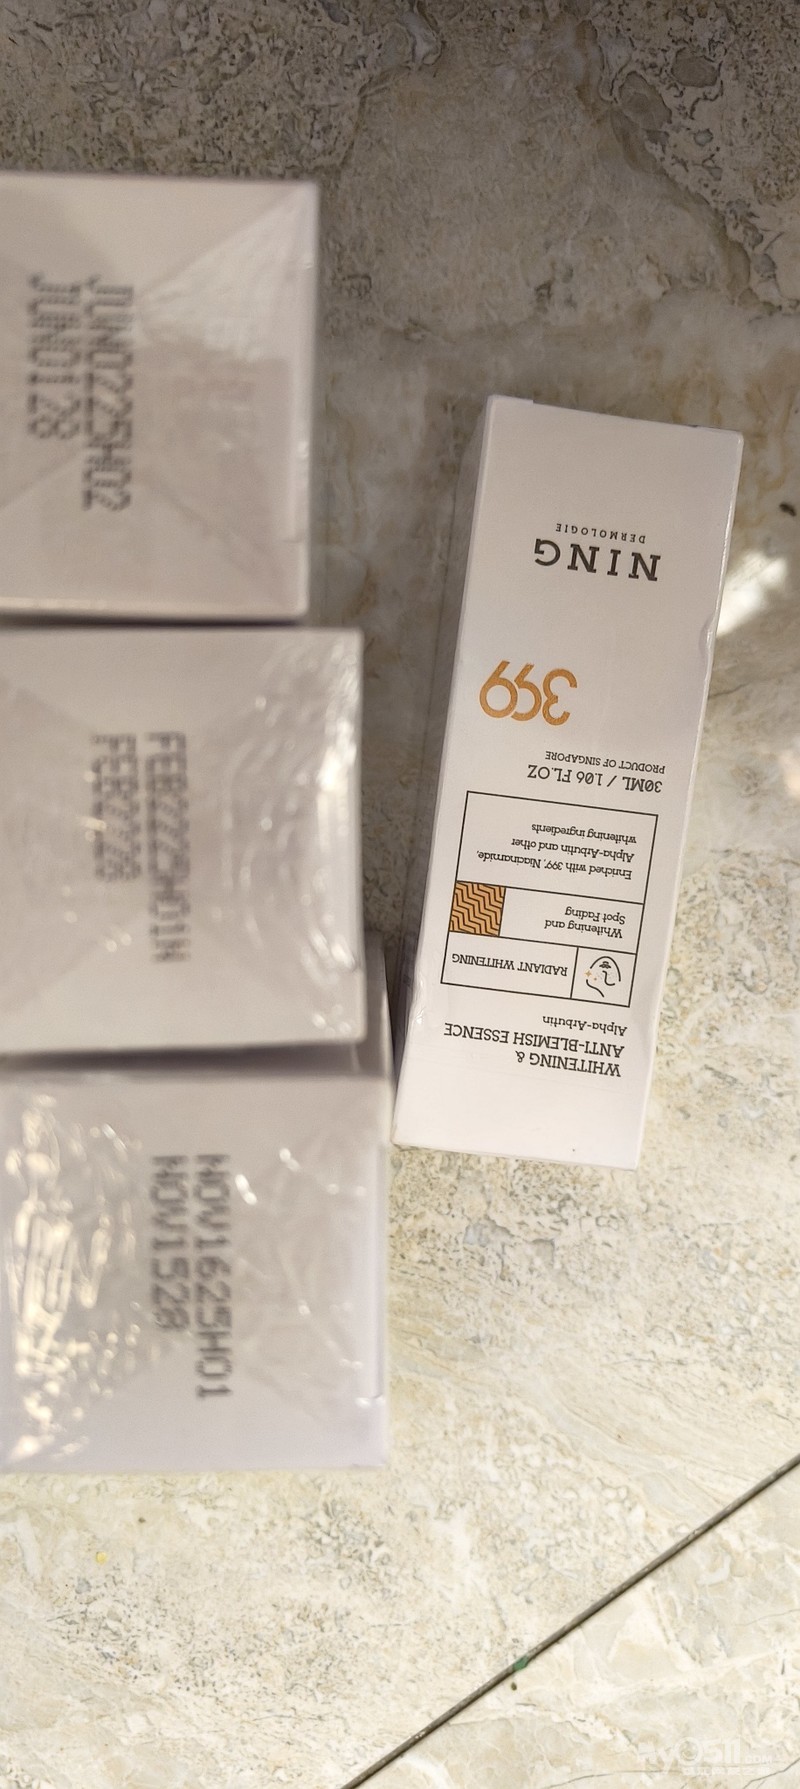 JUN0225H02
JUN0128
FEB2225H01N
FEB2728
NOV1625H01
NOV1528
NING
DERMOLOGIE
399
30ML / 1.06 FL.OZ
PRODUCT OF SINGAPORE
Enriched with 399, Niacinamide,
Alpha-Arbutin and other
whitening ingredients
Whitening and
Spot Fading
RADIANT WHITENING
WHITENING &
ANTI-BLEMISH ESSENCE
Alpha-Arbutin